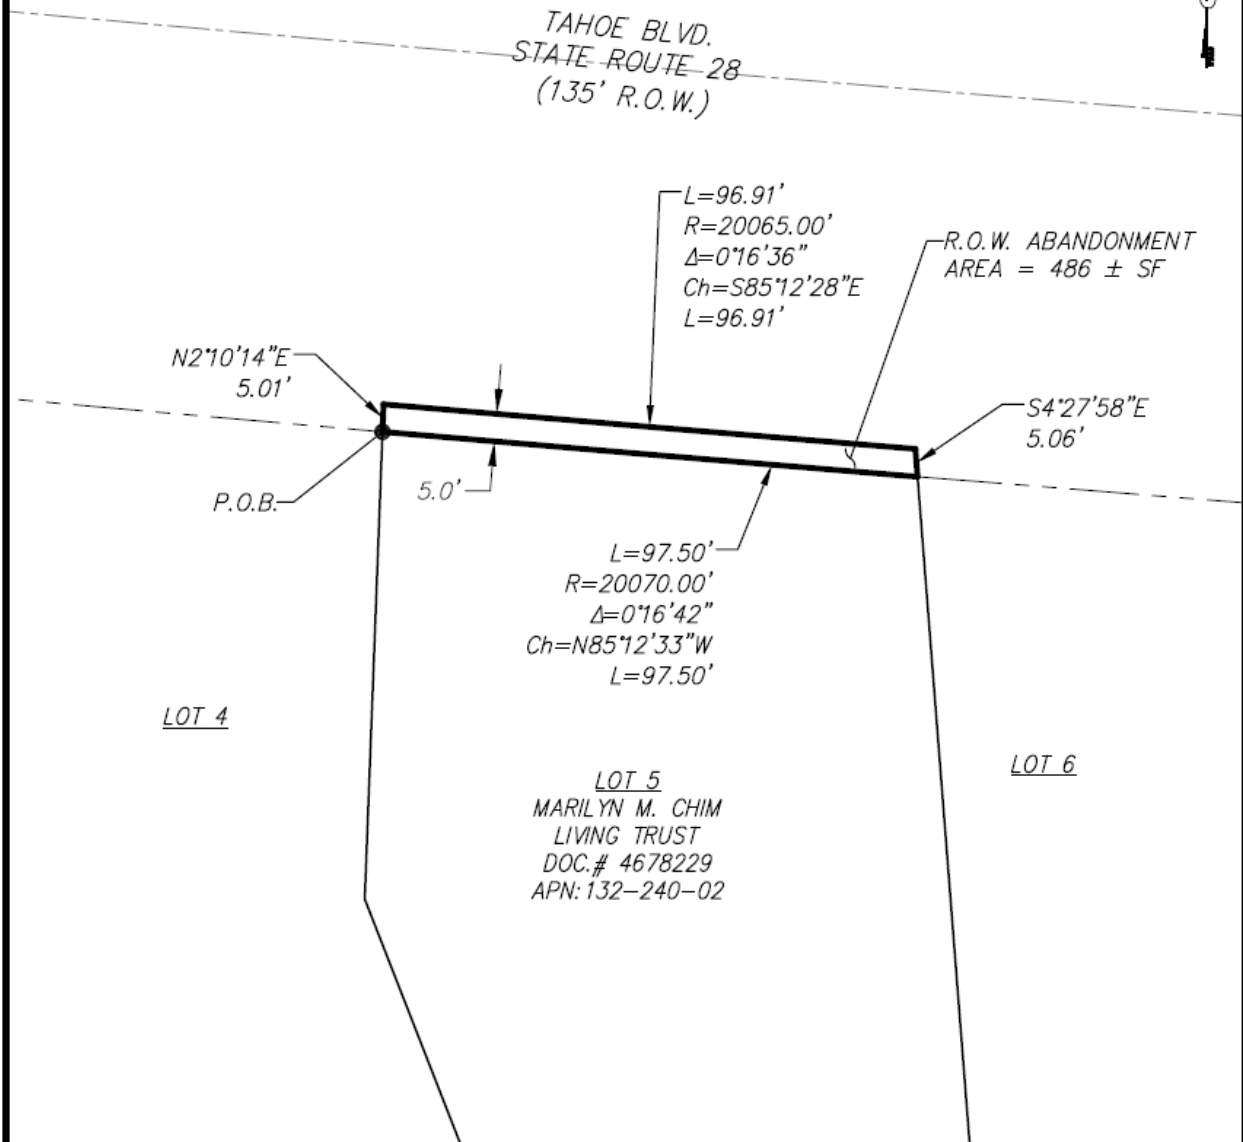 TAHOE BLVD.
STATE ROUTE 28
(135' R.O.W.)
L=96.91'
R=20065.00'
Δ=0°16'36"
Ch=S85°12'28"E
L=96.91'
R.O.W. ABANDONMENT
AREA = 486 ± SF
N2°10'14"E
5.01'
S4°27'58"E
5.06'
P.O.B.
5.0'
L=97.50'
R=20070.00'
Δ=0°16'42"
Ch=N85°12'33"W
L=97.50'
LOT 4
LOT 5
MARILYN M. CHIM
LIVING TRUST
DOC.# 4678229
APN: 132-240-02
LOT 6